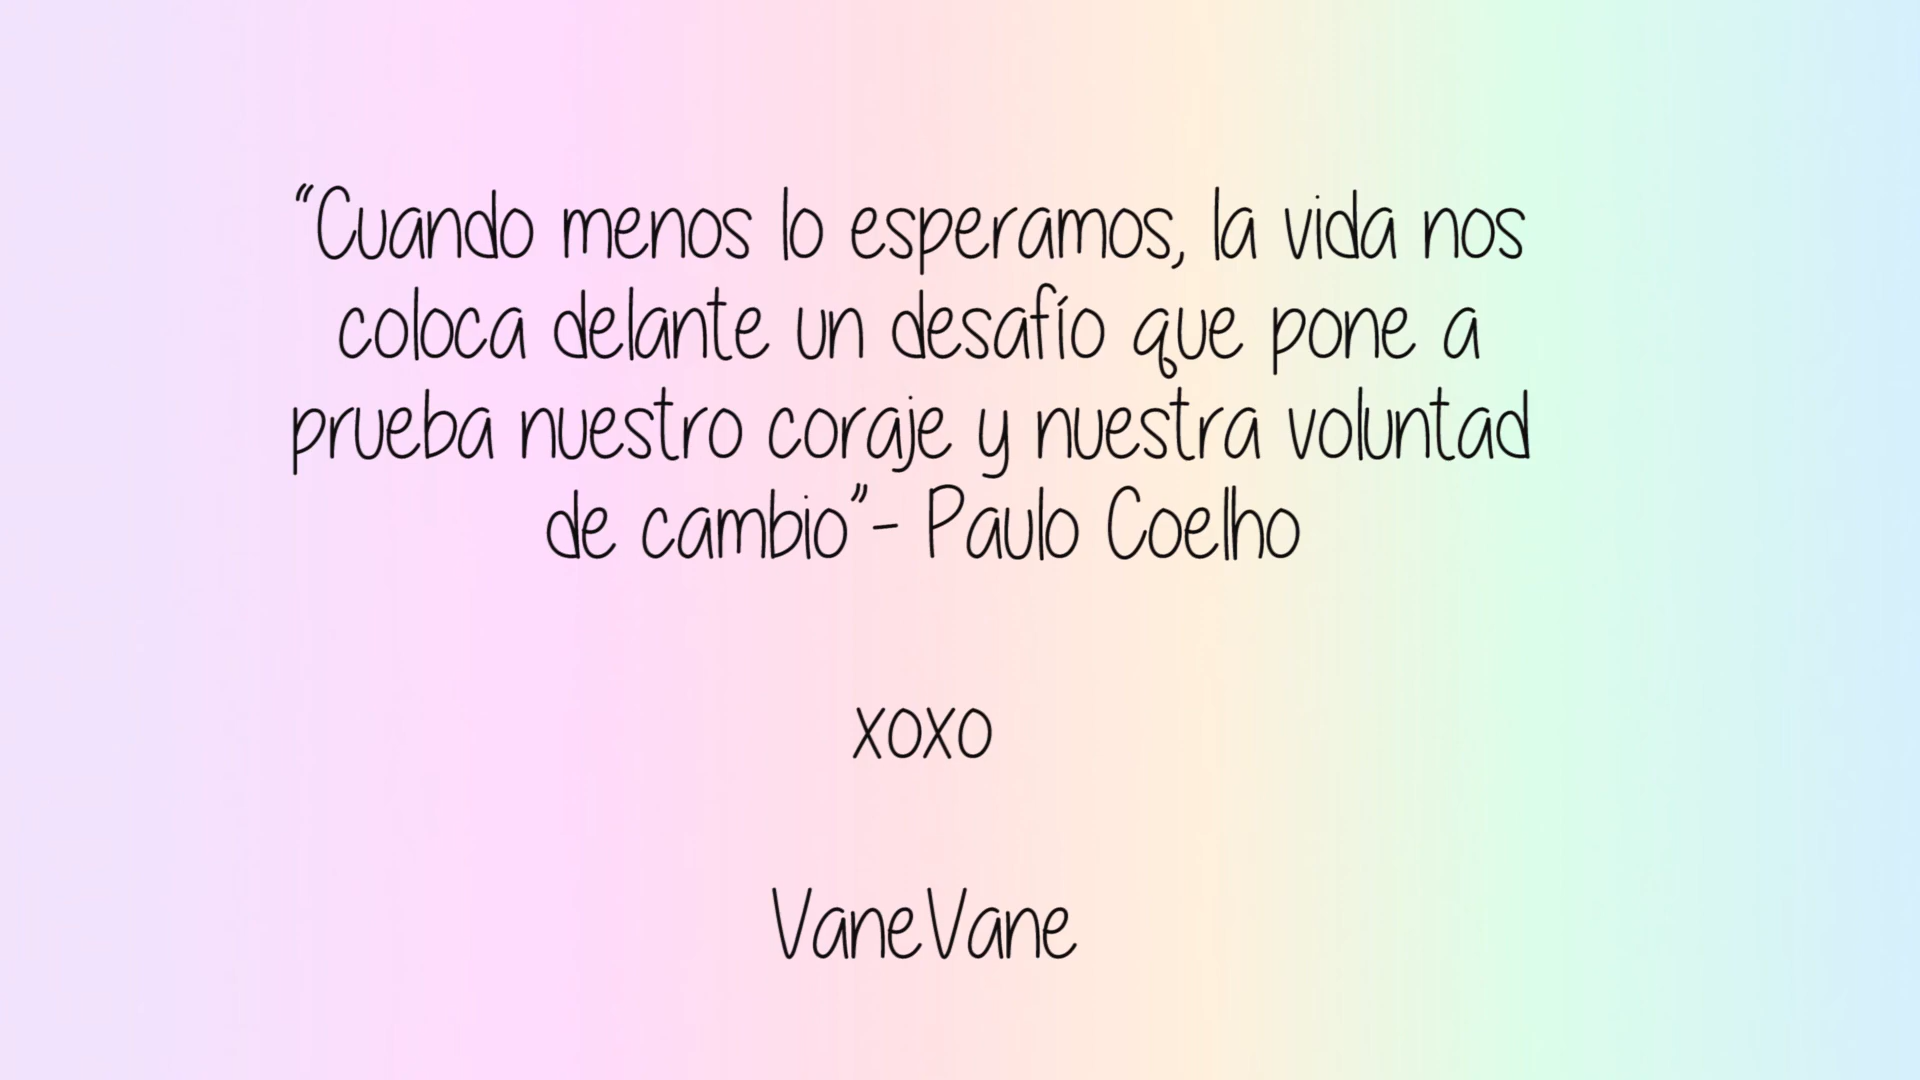 “Cuando menos lo esperamos, la vida nos
coloca delante un desafío que pone a
prueba nuestro coraje y nuestra voluntad
de cambio”- Paulo Coelho
xoxo
VaneVane